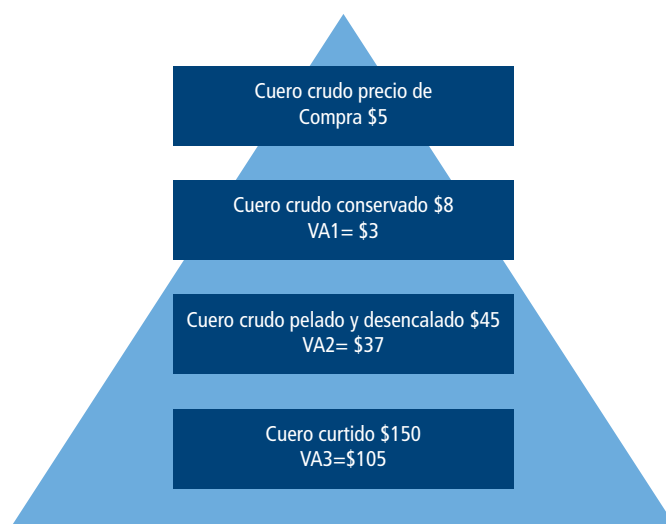 Cuero crudo precio de
Compra $5
Cuero crudo conservado $8
VA1= $3
Cuero crudo pelado y desencalado $45
VA2= $37
Cuero curtido $150
VA3=$105